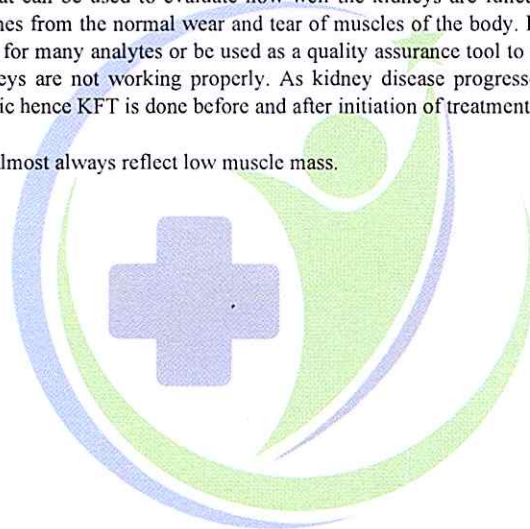 that can be used to evaluate how well the kidneys are func
nes from the normal wear and tear of muscles of the body.
for many analytes or be used as a quality assurance tool to
eys are not working properly. As kidney disease progress
ic hence KFT is done before and after initiation of treatment
lmost always reflect low muscle mass.